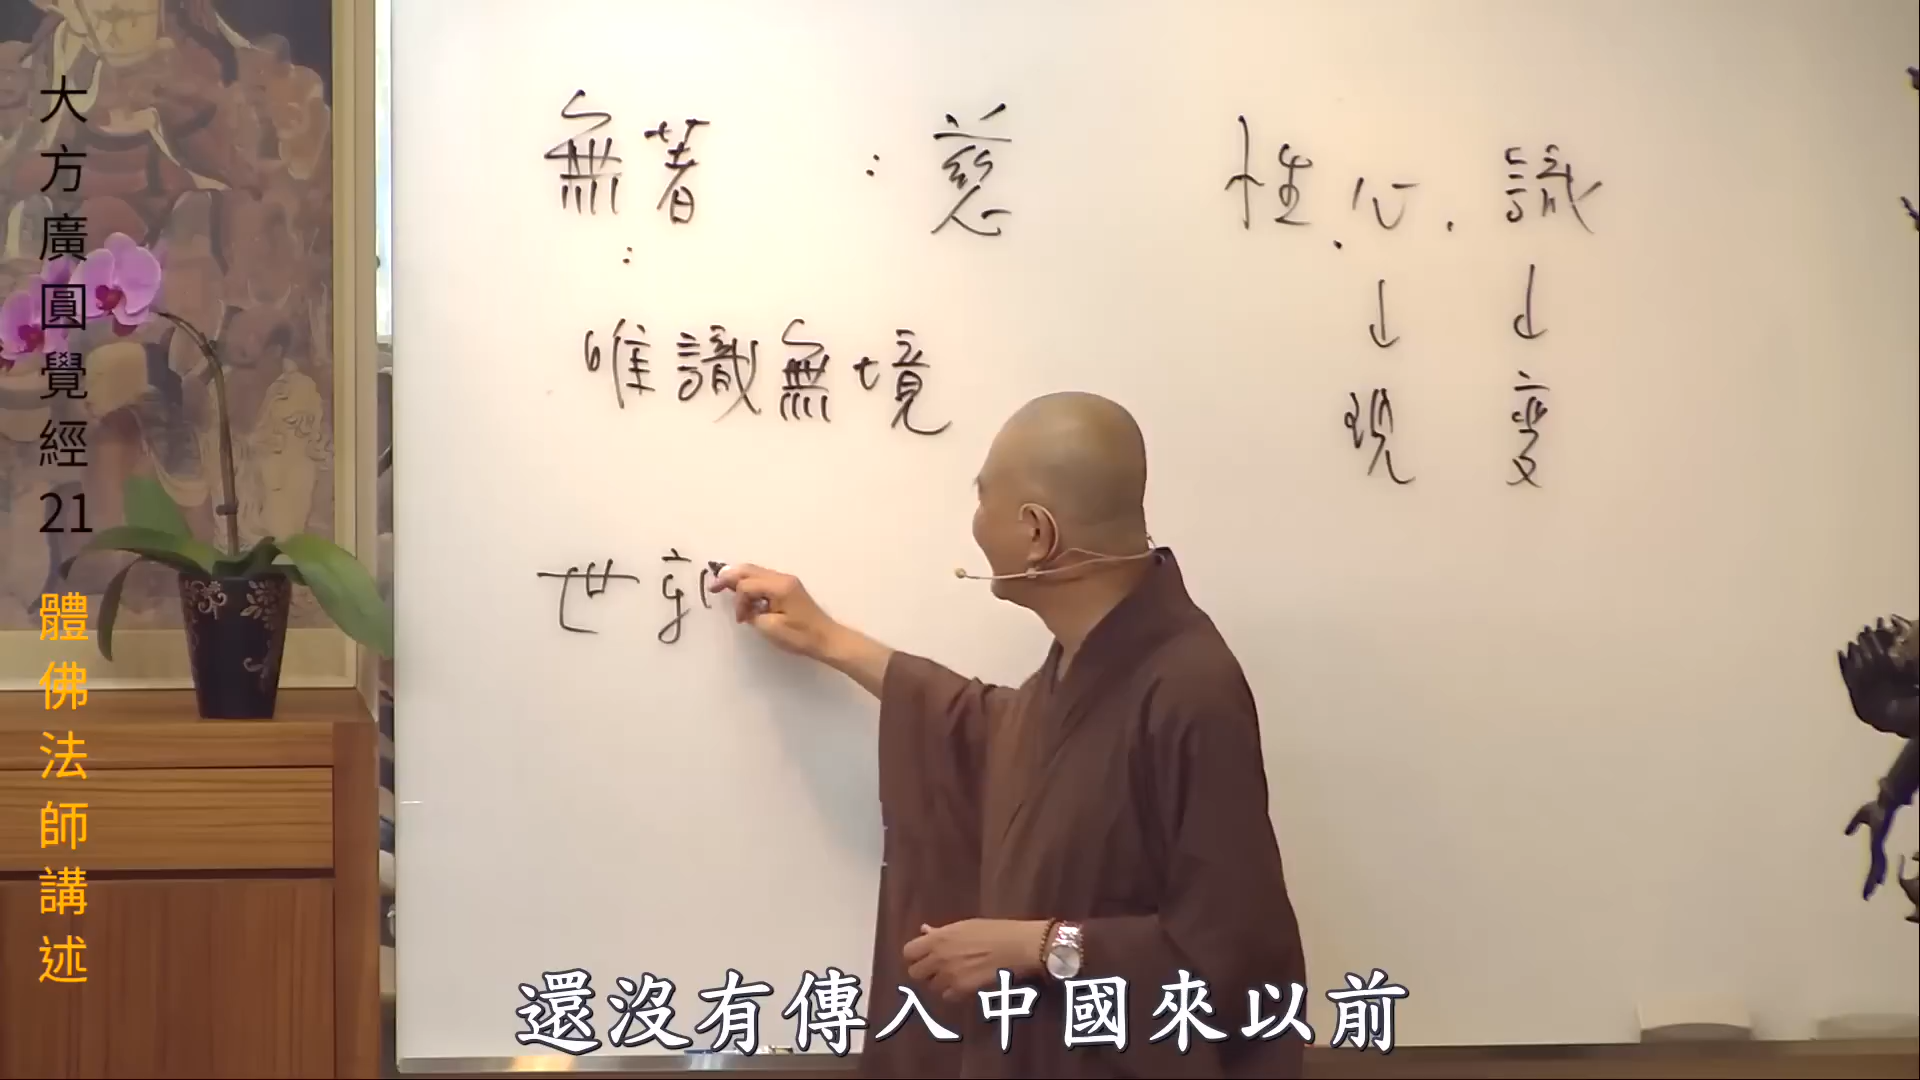 大方廣圓覺經21 體佛法師講述
無著 : 慈
:
唯識無境
世親
性.心.識
↓ ↓
現 變
還沒有傳入中國來以前